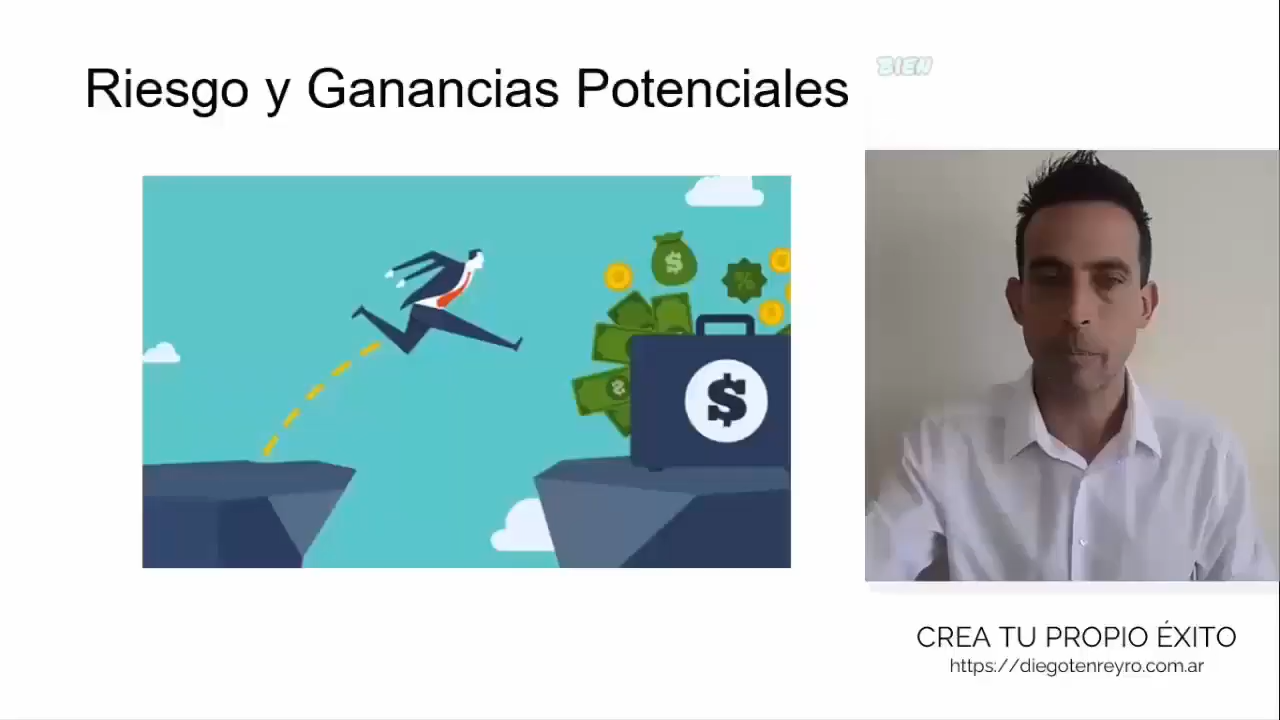 Riesgo y Ganancias Potenciales
BIEN
$
%
$
$
CREA TU PROPIO ÉXITO
https://diegotenreyro.com.ar